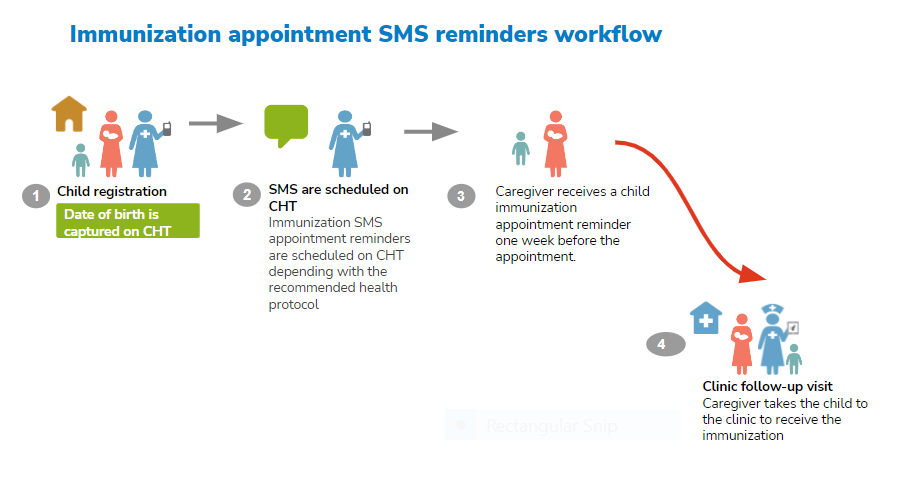 Immunization appointment SMS reminders workflow
1
Child registration
Date of birth is
captured on CHT
2
SMS are scheduled on
CHT
Immunization SMS
appointment reminders
are scheduled on CHT
depending with the
recommended health
protocol
3
Caregiver receives a child
immunization
appointment reminder
one week before the
appointment.
4
Clinic follow-up visit
Caregiver takes the child to
the clinic to receive the
immunization
Rectangular Snip